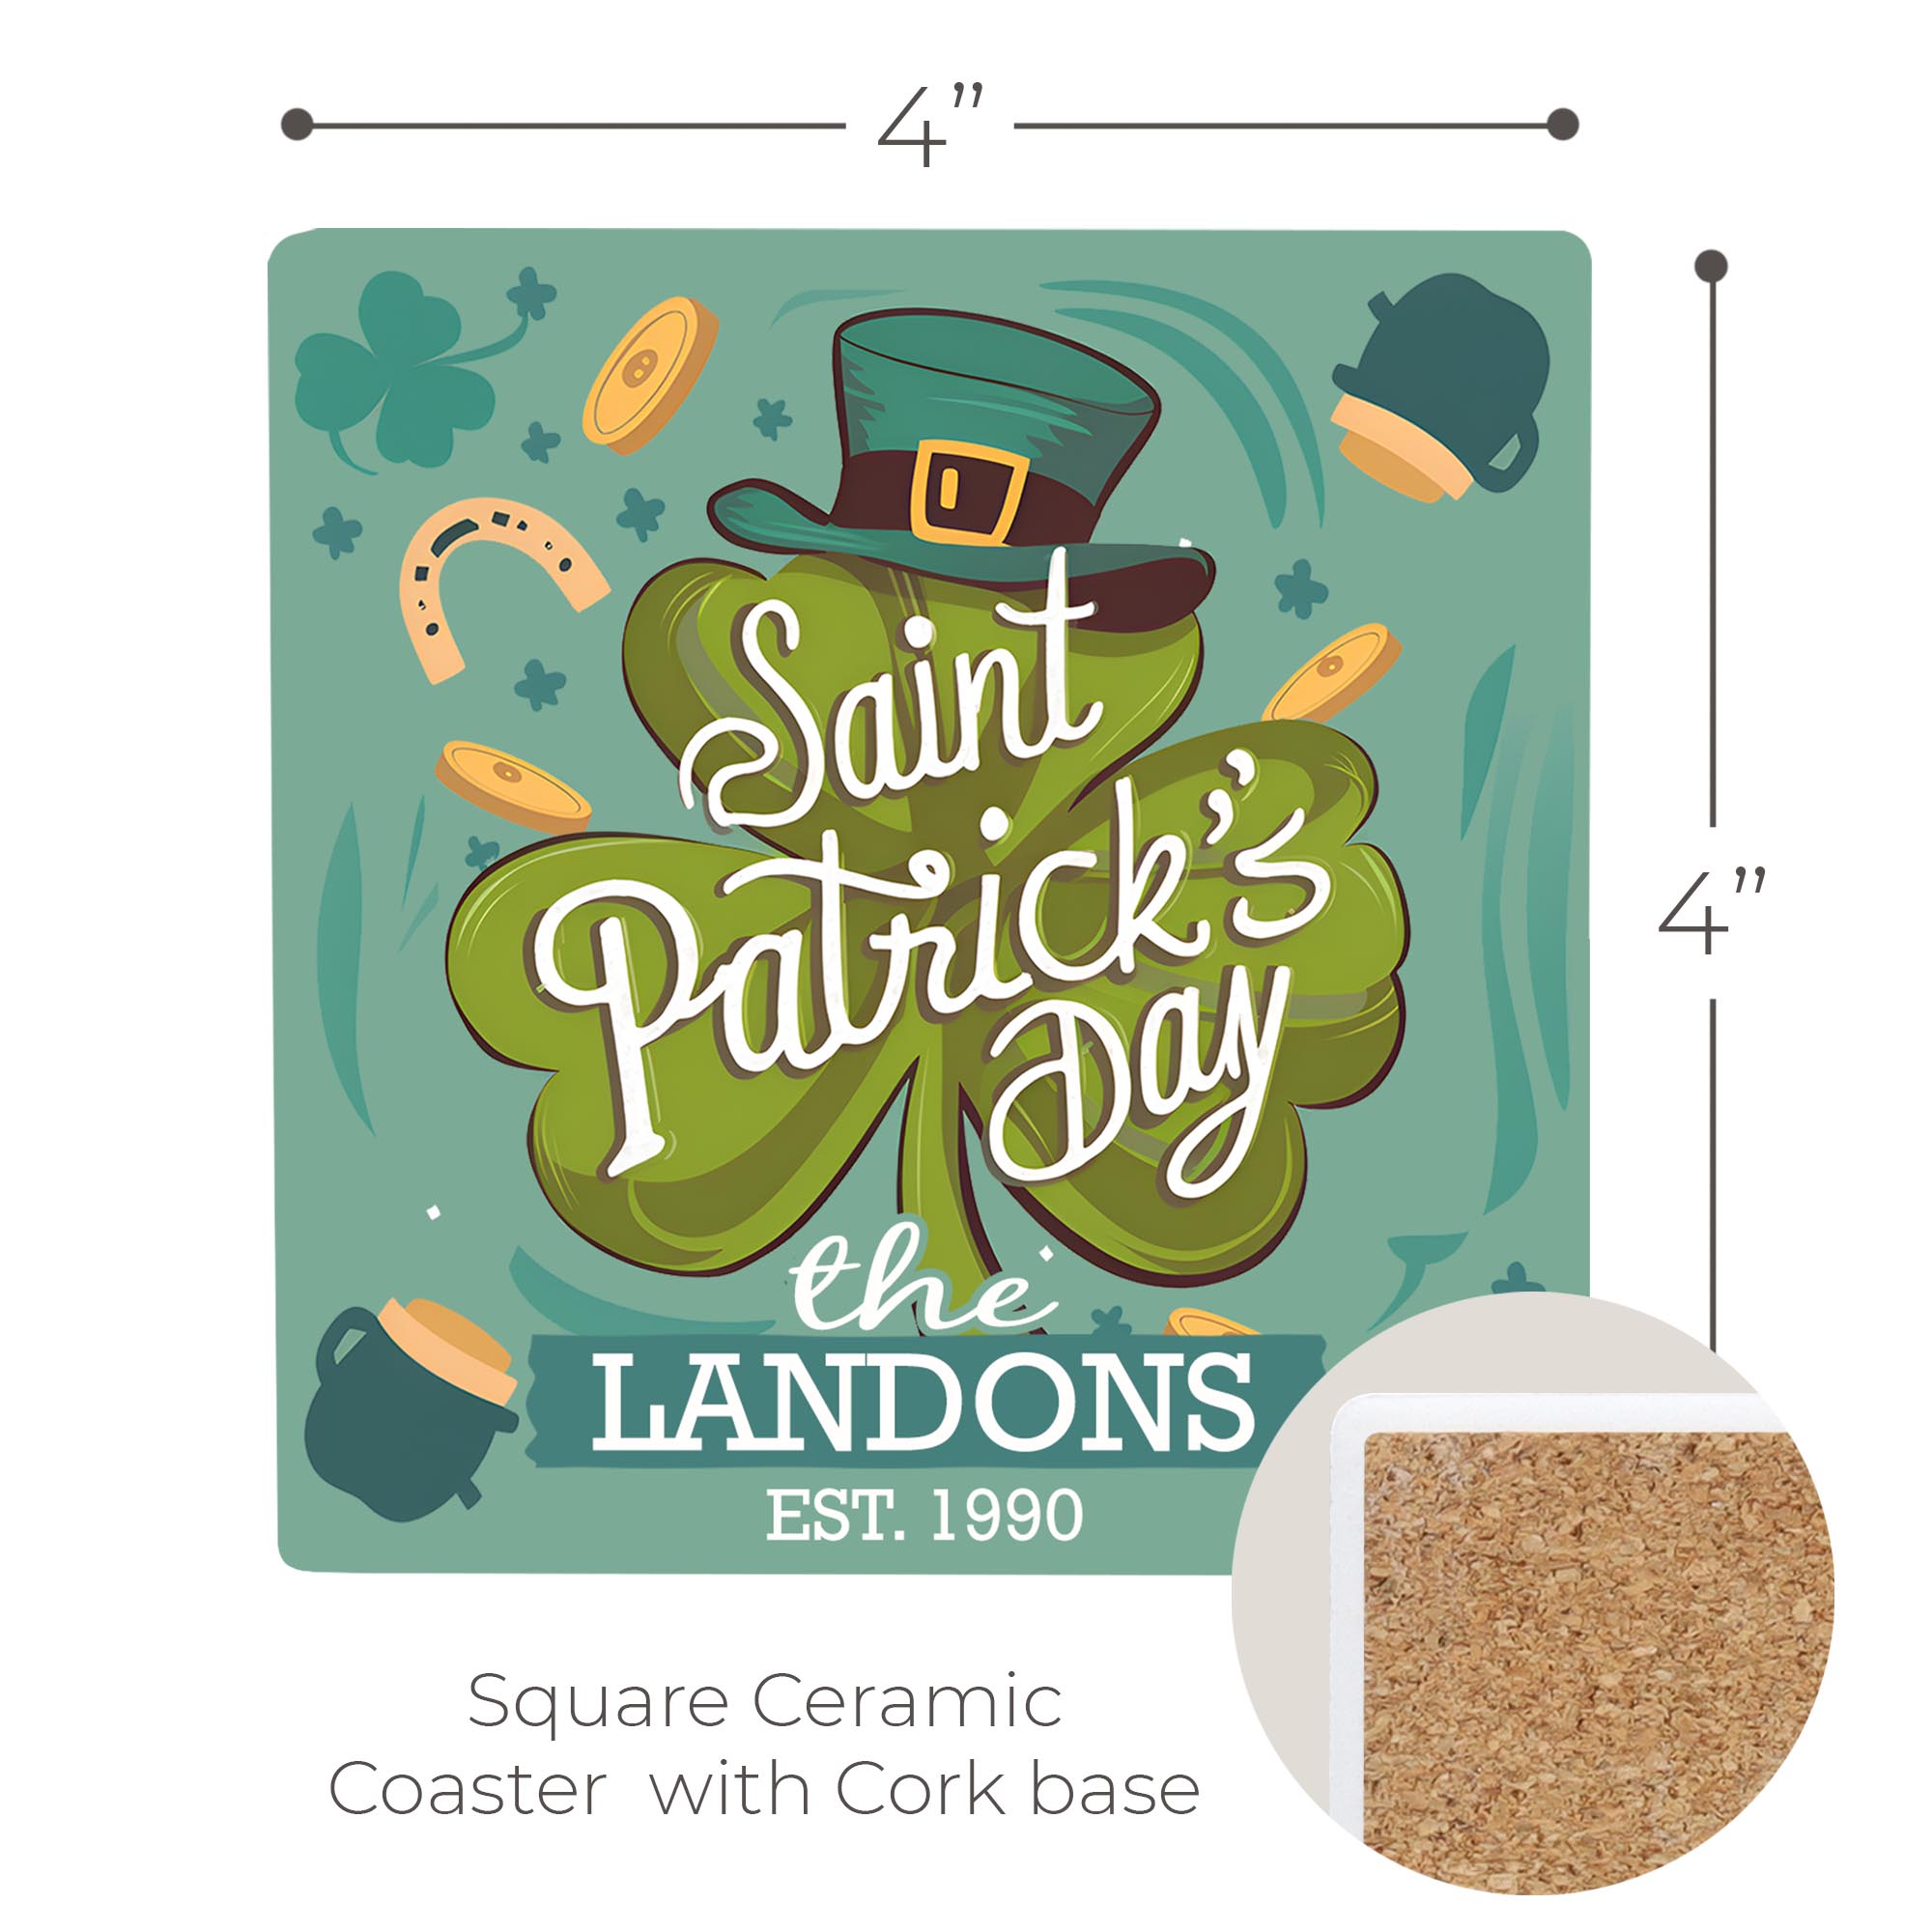 4”
Saint
Patrick’s
Day
4”
the
LANDONS
EST. 1990
Square Ceramic
Coaster with Cork base